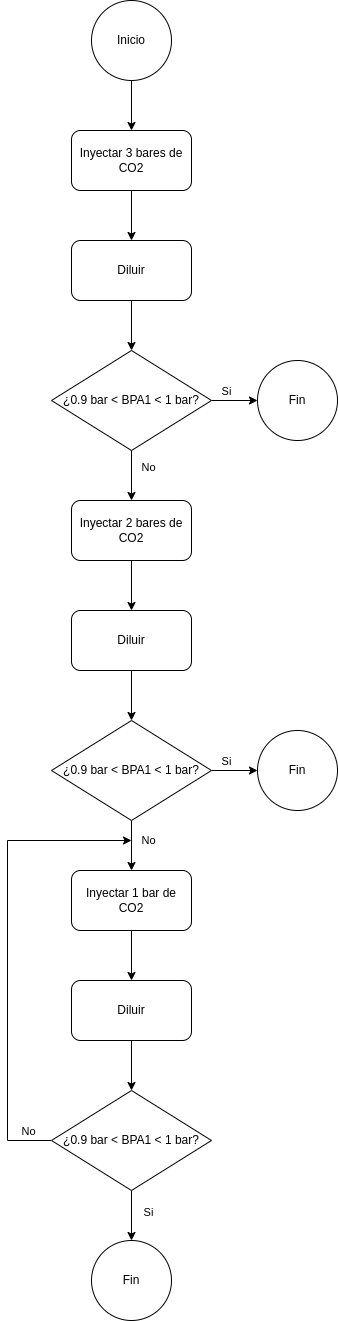 Inicio
Inyectar 3 bares de
CO2
Diluir
¿0.9 bar < BPA1 < 1 bar?
Si
Fin
No
Inyectar 2 bares de
CO2
Diluir
¿0.9 bar < BPA1 < 1 bar?
Si
Fin
No
Inyectar 1 bar de
CO2
Diluir
¿0.9 bar < BPA1 < 1 bar?
No
Si
Fin